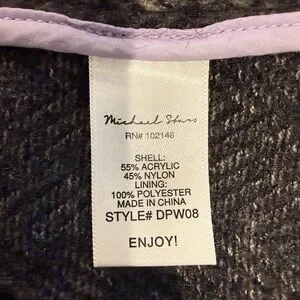 Michael Stars
RN# 102146
SHELL:
55% ACRYLIC
45% NYLON
LINING:
100% POLYESTER
MADE IN CHINA
STYLE# DPW08
ENJOY!